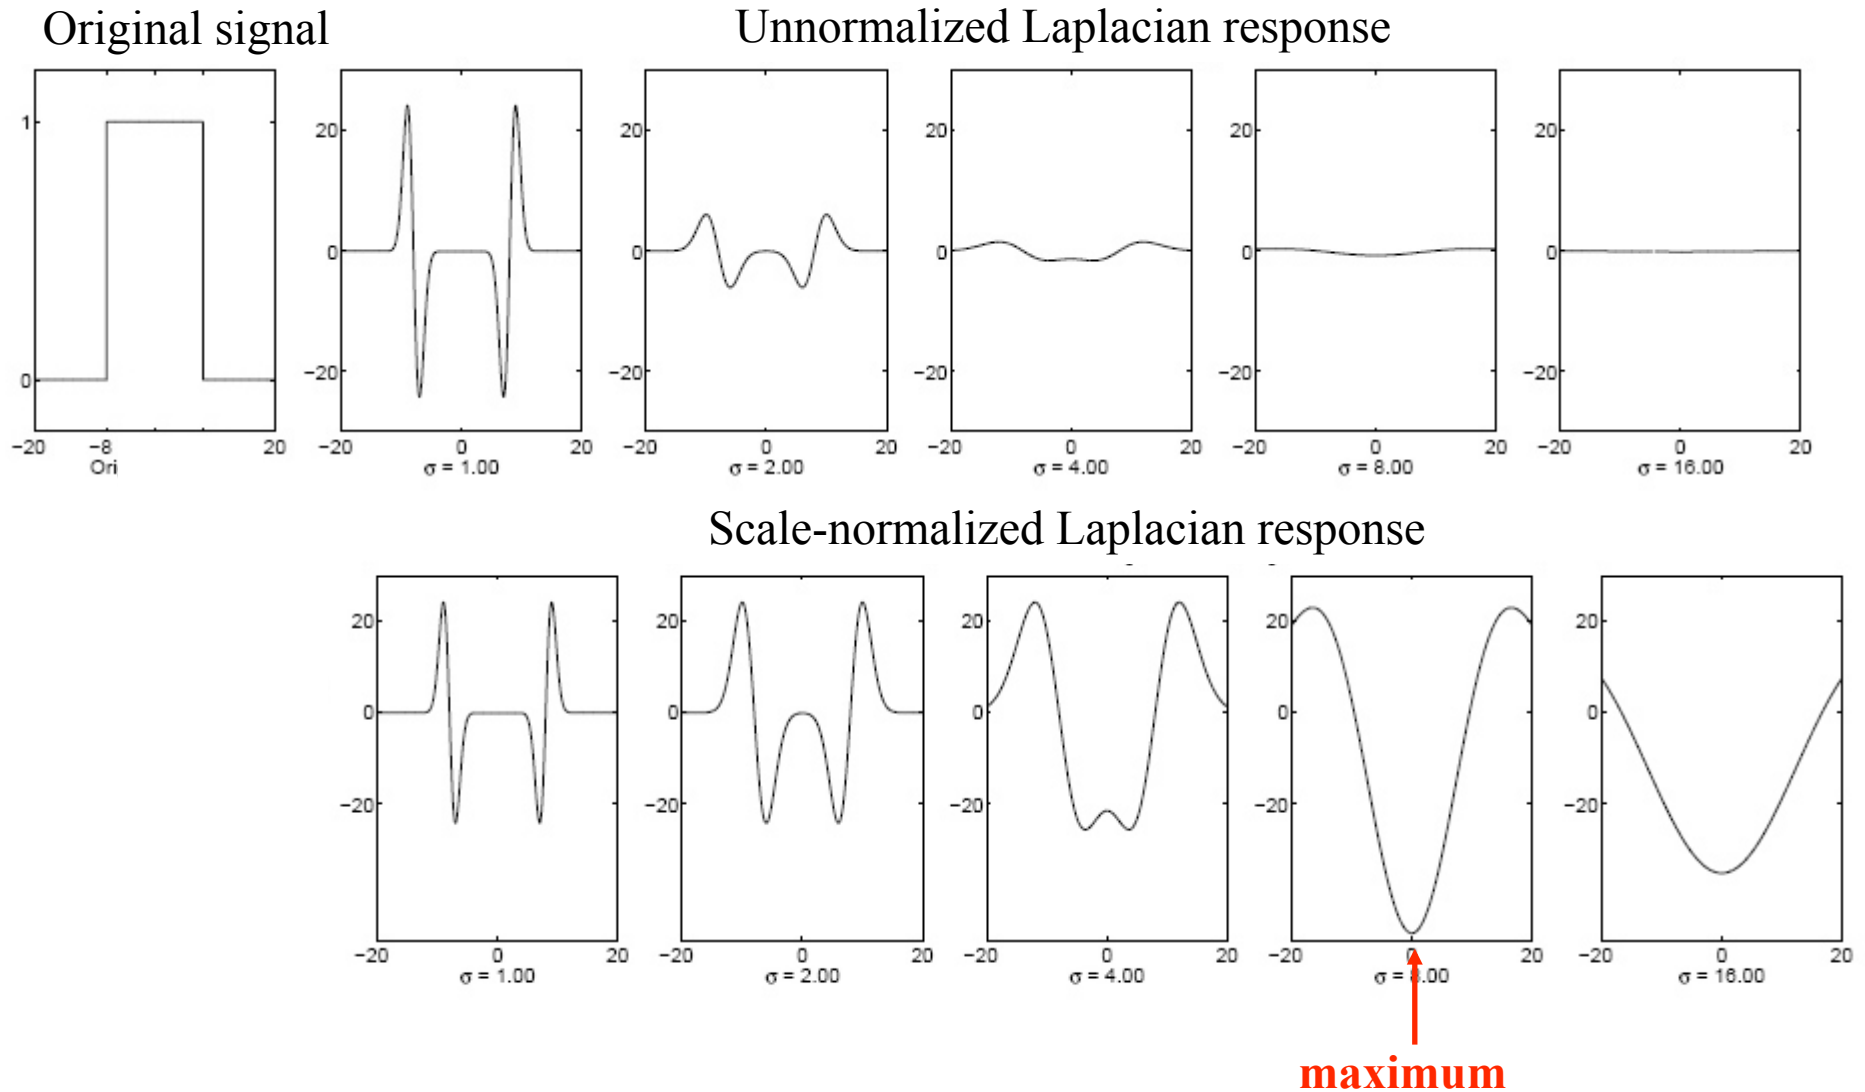 Original signal
Unnormalized Laplacian response
1
0
-20 -8 20
Ori
20
0
-20
-20 0 20
σ = 1.00
20
0
-20
-20 0 20
σ = 2.00
20
0
-20
-20 0 20
σ = 4.00
20
0
-20
-20 0 20
σ = 8.00
20
0
-20
-20 0 20
σ = 16.00
Scale-normalized Laplacian response
20
0
-20
-20 0 20
σ = 1.00
20
0
-20
-20 0 20
σ = 2.00
20
0
-20
-20 0 20
σ = 4.00
20
0
-20
-20 0 20
σ = 8.00
20
0
-20
-20 0 20
σ = 16.00
maximum